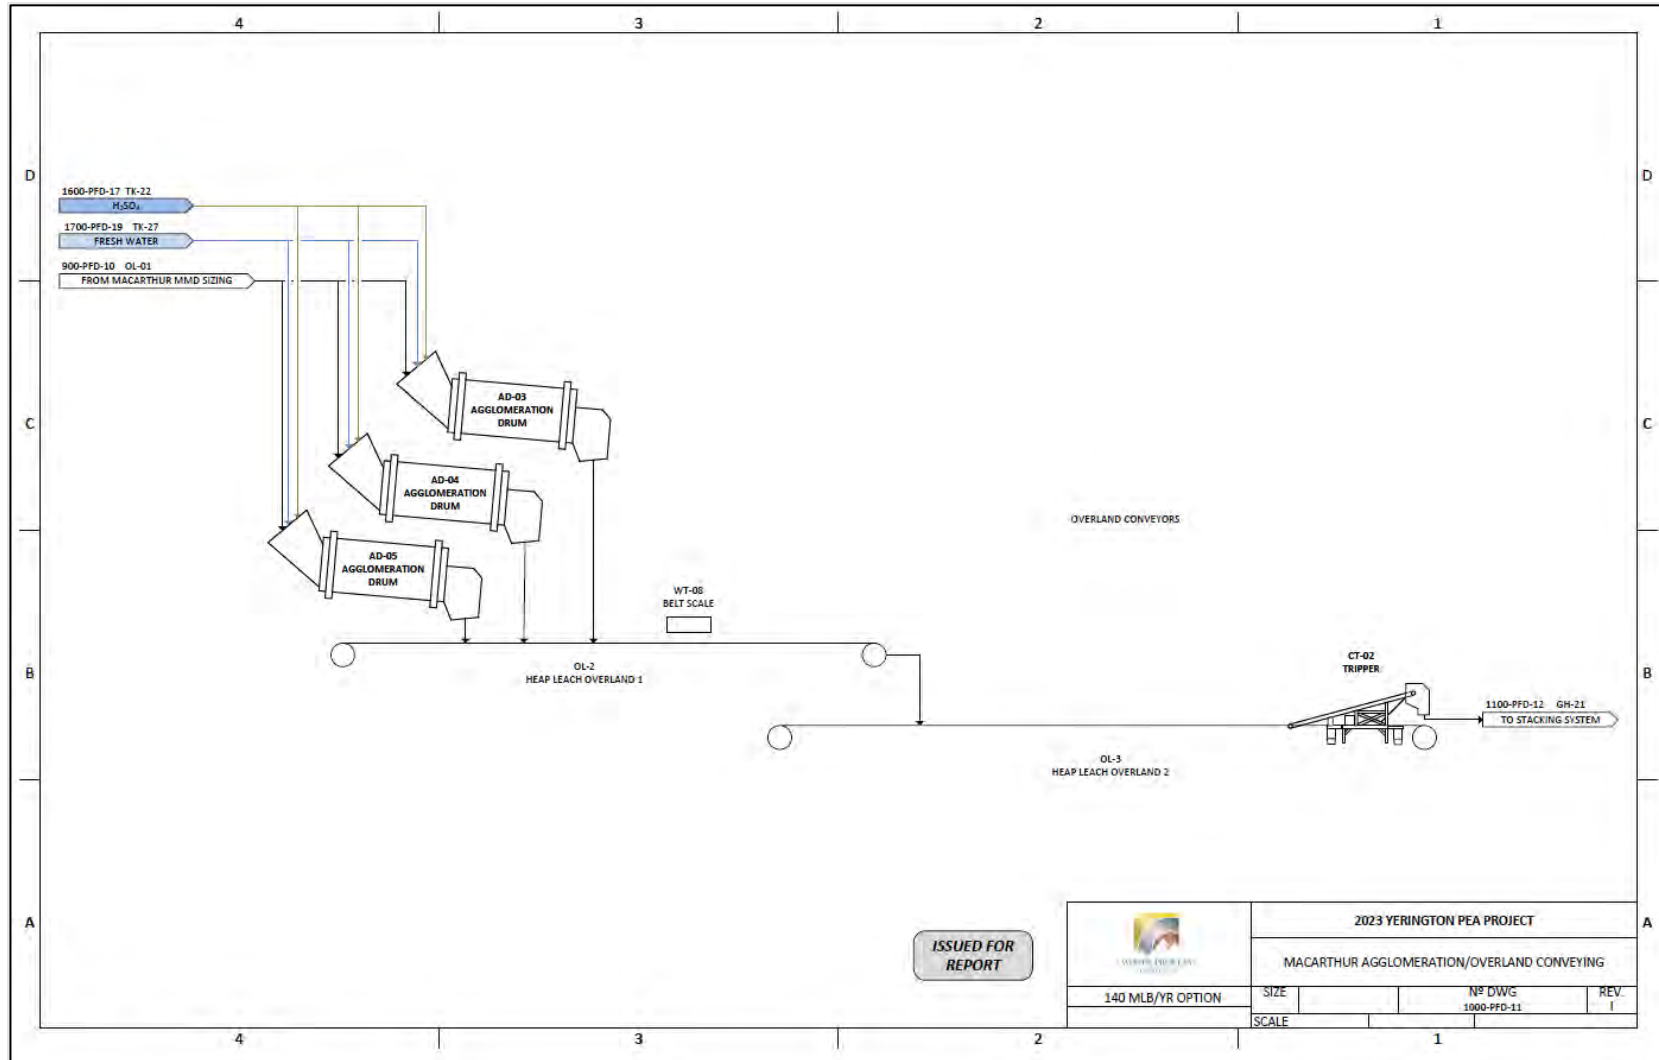 4 3 2 1
D D
1600-PFD-17 TK-22
H₂SO₄
1700-PFD-19 TK-27
FRESH WATER
900-PFD-10 OL-01
FROM MACARTHUR MMD SIZING
AD-03
AGGLOMERATION
DRUM
C C
AD-04
AGGLOMERATION
DRUM
OVERLAND CONVEYORS
AD-05
AGGLOMERATION
DRUM
WT-08
BELT SCALE
B B
OL-2
HEAP LEACH OVERLAND 1
CT-02
TRIPPER
1100-PFD-12 GH-21
TO STACKING SYSTEM
OL-3
HEAP LEACH OVERLAND 2
A A
ISSUED FOR
REPORT
2023 YERINGTON PEA PROJECT
MACARTHUR AGGLOMERATION/OVERLAND CONVEYING
140 MLB/YR OPTION
SIZE
Nº DWG
1000-PFD-11
REV.
I
SCALE
4 3 2 1